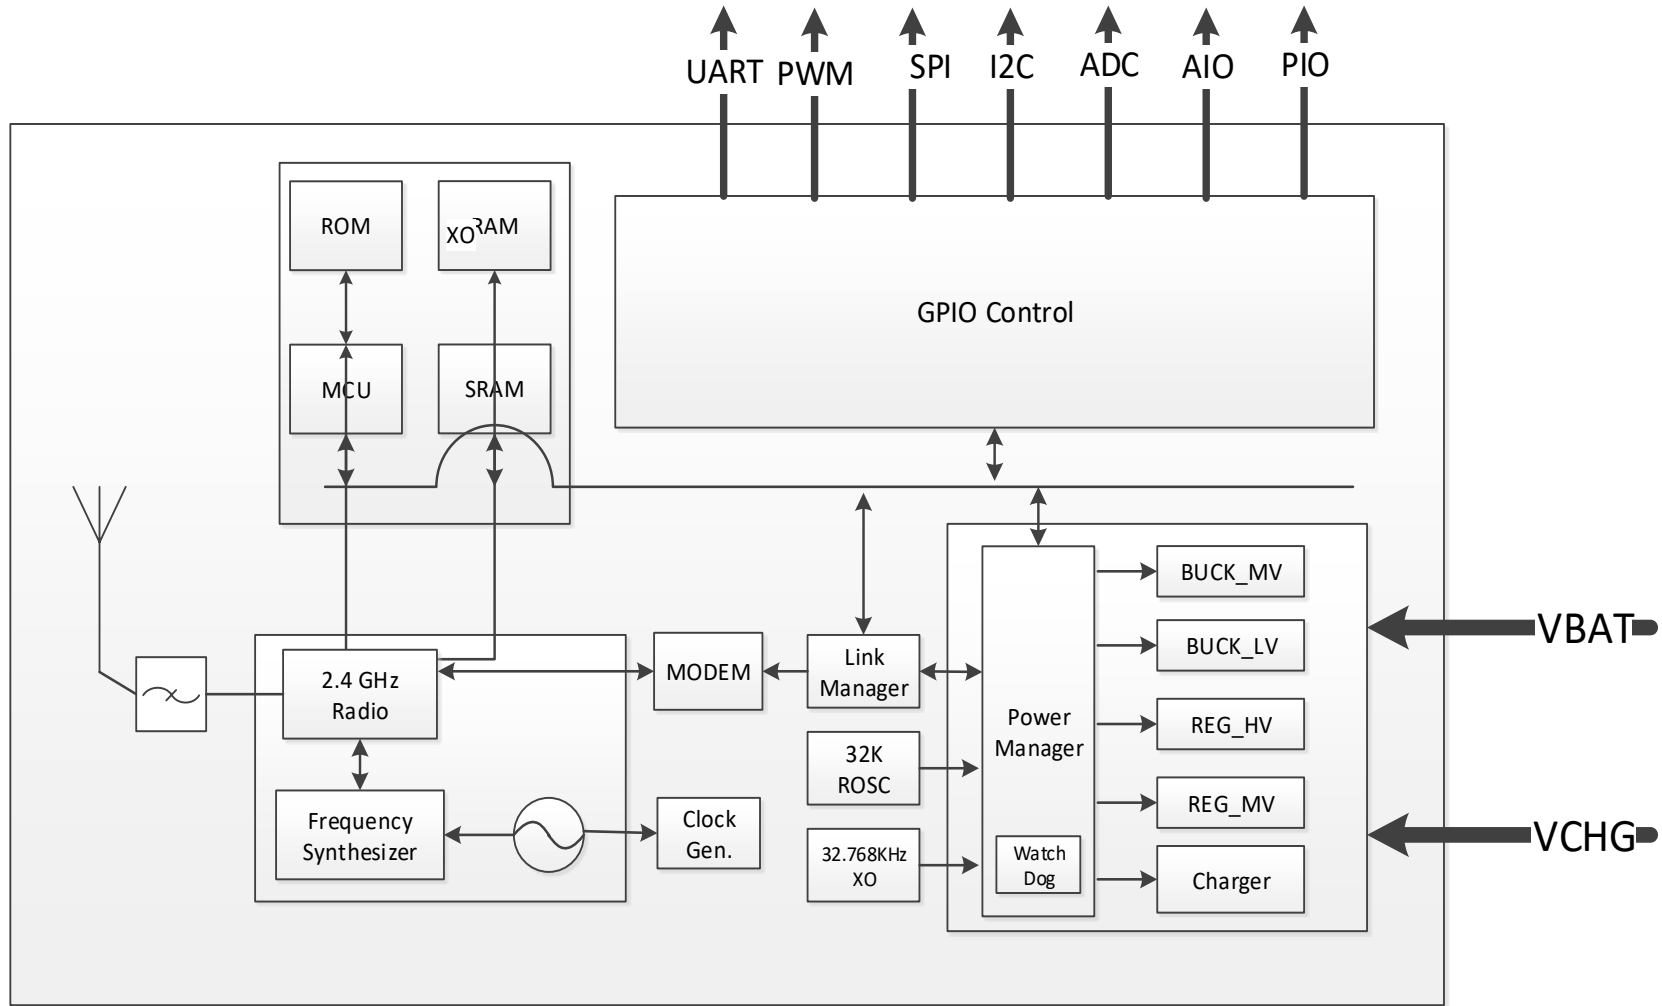 UART PWM SPI I2C ADC AIO PIO
ROM
XO
RAM
GPIO Control
MCU
SRAM
BUCK_MV
VBAT
BUCK_LV
2.4 GHz
Radio
MODEM
Link
Manager
Power
Manager
REG_HV
32K
ROSC
REG_MV
Frequency
Synthesizer
Clock
Gen.
VCHG
32.768KHz
XO
Watch
Dog
Charger